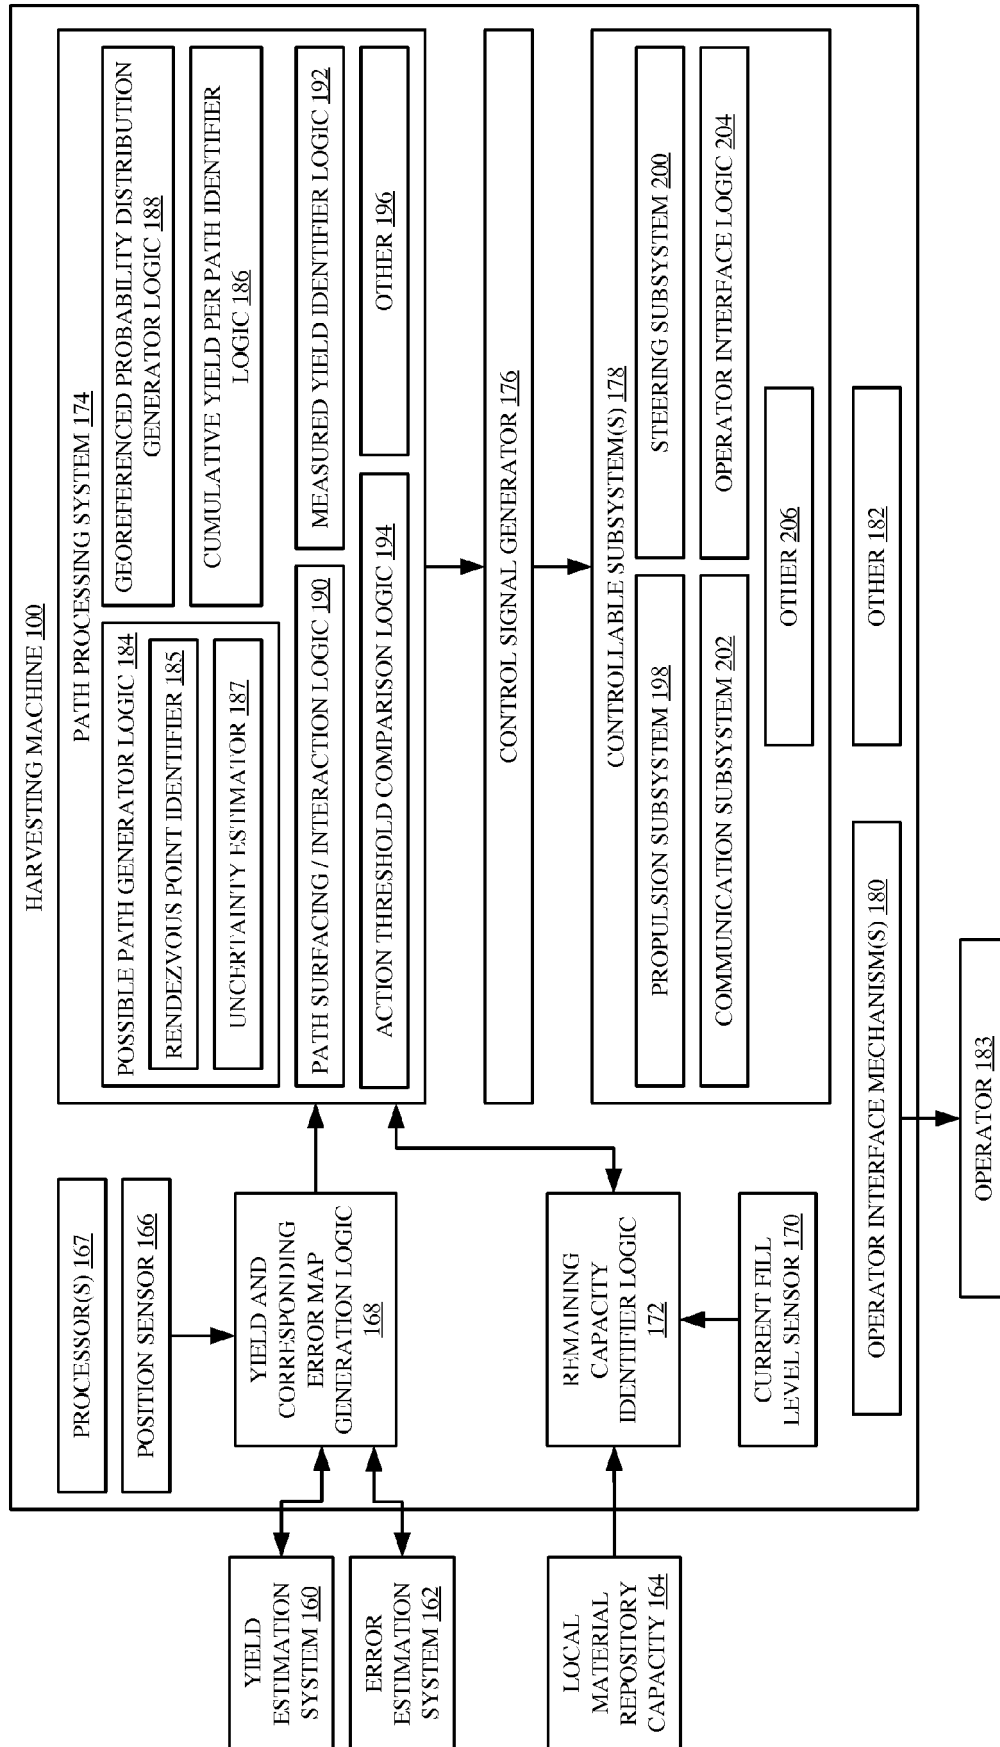 HARVESTING MACHINE 100
PROCESSOR(S) 167
POSITION SENSOR 166
YIELD ESTIMATION SYSTEM 160
ERROR ESTIMATION SYSTEM 162
YIELD AND
CORRESPONDING
ERROR MAP
GENERATION LOGIC
168
LOCAL
MATERIAL
REPOSITORY
CAPACITY 164
REMAINING
CAPACITY
IDENTIFIER LOGIC
172
CURRENT FILL
LEVEL SENSOR 170
PATH PROCESSING SYSTEM 174
POSSIBLE PATH GENERATOR LOGIC 184
RENDEZVOUS POINT IDENTIFIER 185
UNCERTAINTY ESTIMATOR 187
GEOREFERENCED PROBABILITY DISTRIBUTION
GENERATOR LOGIC 188
CUMULATIVE YIELD PER PATH IDENTIFIER
LOGIC 186
PATH SURFACING / INTERACTION LOGIC 190
MEASURED YIELD IDENTIFIER LOGIC 192
ACTION THRESHOLD COMPARISON LOGIC 194
OTHER 196
CONTROL SIGNAL GENERATOR 176
CONTROLLABLE SUBSYSTEM(S) 178
PROPULSION SUBSYSTEM 198
STEERING SUBSYSTEM 200
COMMUNICATION SUBSYSTEM 202
OPERATOR INTERFACE LOGIC 204
OTHER 206
OPERATOR INTERFACE MECHANISM(S) 180
OTHER 182
OPERATOR 183